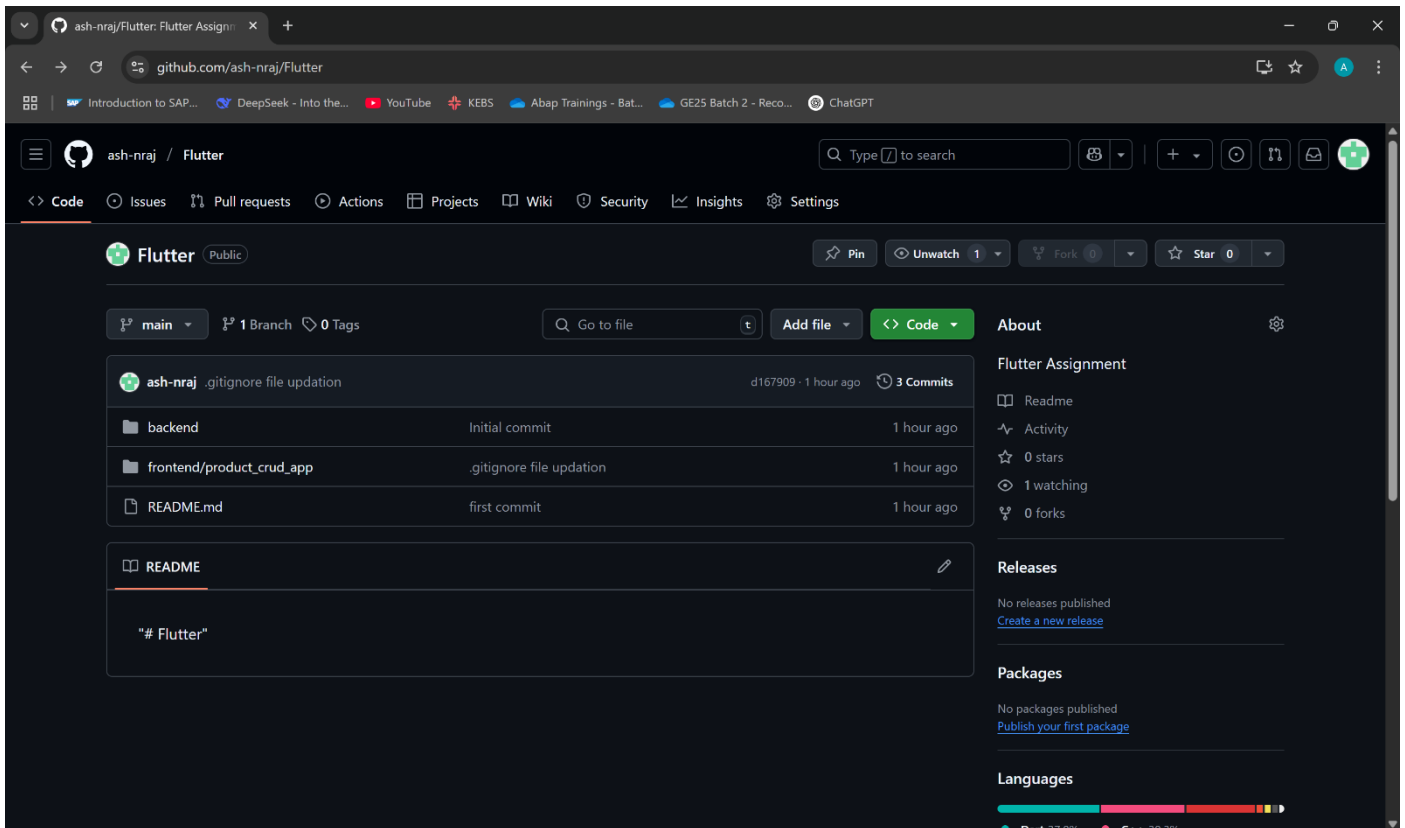 ash-nraj/Flutter: Flutter Assignm
github.com/ash-nraj/Flutter
A
SAP Introduction to SAP... DeepSeek - Into the... YouTube KEBS Abap Trainings - Bat... GE25 Batch 2 - Reco... ChatGPT
ash-nraj / Flutter
Type / to search
Code Issues Pull requests Actions Projects Wiki Security Insights Settings
Flutter Public
Pin Unwatch 1 Fork 0 Star 0
main 1 Branch 0 Tags
Go to file t Add file <> Code
ash-nraj .gitignore file updation d167909 · 1 hour ago 3 Commits
backend Initial commit 1 hour ago
frontend/product_crud_app .gitignore file updation 1 hour ago
README.md first commit 1 hour ago
README
"# Flutter"
About
Flutter Assignment
Readme
Activity
0 stars
1 watching
0 forks
Releases
No releases published
Create a new release
Packages
No packages published
Publish your first package
Languages